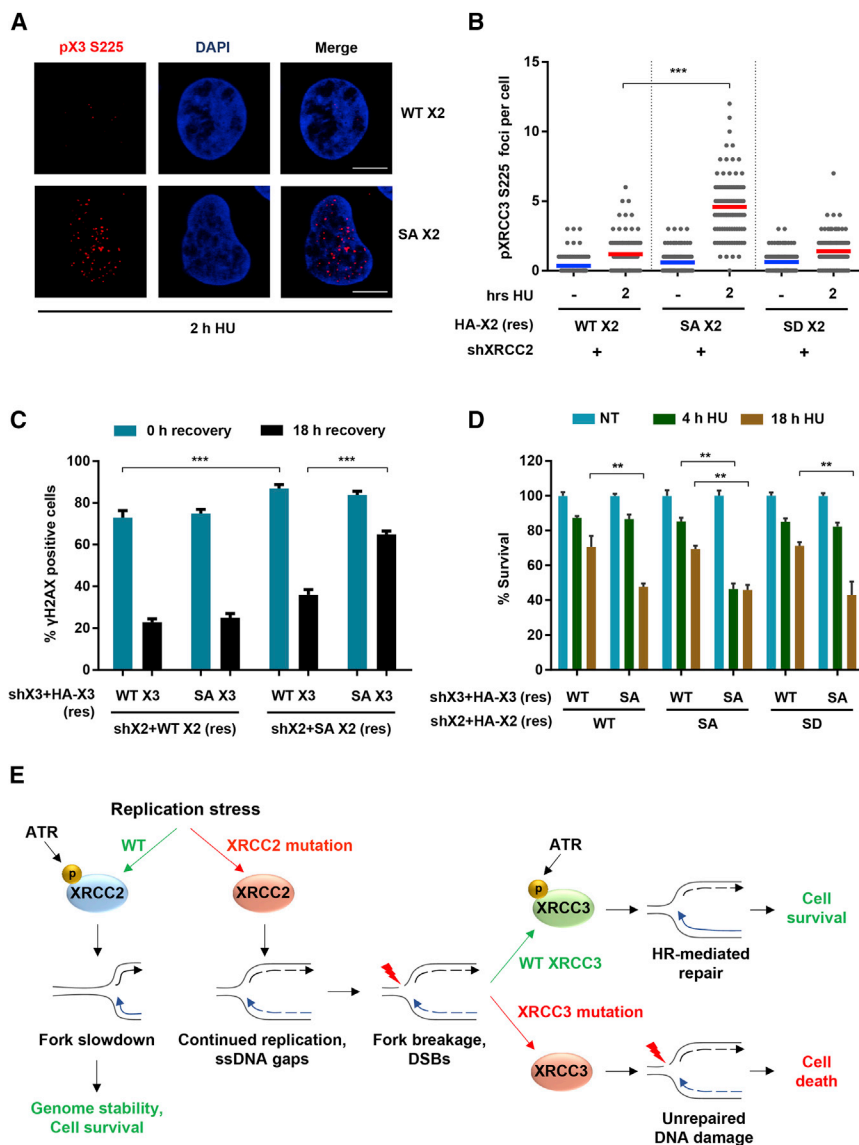 A
pX3 S225
DAPI
Merge
WT X2
SA X2
2 h HU
B
pXRCC3 S225 foci per cell
15
10
5
0
***
hrs HU - 2 - 2 - 2
HA-X2 (res) WT X2 SA X2 SD X2
shXRCC2 + + +
C
0 h recovery 18 h recovery
% γH2AX positive cells
100
80
60
40
20
0
*** ***
shX3+HA-X3 WT X3 SA X3 WT X3 SA X3
(res)
shX2+WT X2 (res) shX2+SA X2 (res)
D
NT 4 h HU 18 h HU
% Survival
120
100
80
60
40
20
0
** ** ** **
shX3+HA-X3 (res) WT SA WT SA WT SA
shX2+HA-X2 (res) WT SA SD
E
Replication stress
ATR
WT
XRCC2 mutation
p
XRCC2
XRCC2
Fork slowdown
Genome stability,
Cell survival
Continued replication,
ssDNA gaps
Fork breakage,
DSBs
ATR
p
XRCC3
WT XRCC3
HR-mediated
repair
Cell
survival
XRCC3 mutation
XRCC3
Unrepaired
DNA damage
Cell
death